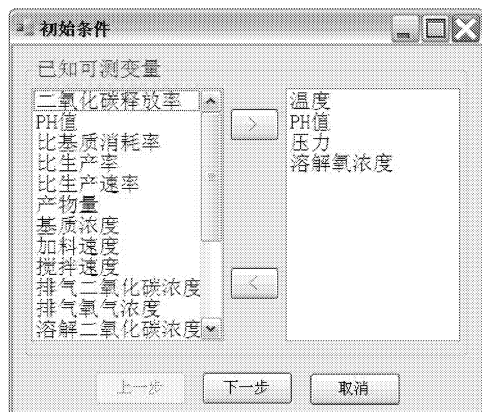 初始条件
已知可测变量
二氧化碳释放率
PH值
比基质消耗率
比生产率
比生产速率
产物量
基质浓度
加料速度
搅拌速度
排气二氧化碳浓度
排气氧气浓度
溶解二氧化碳浓度
>
<
温度
PH值
压力
溶解氧浓度
上一步
下一步
取消